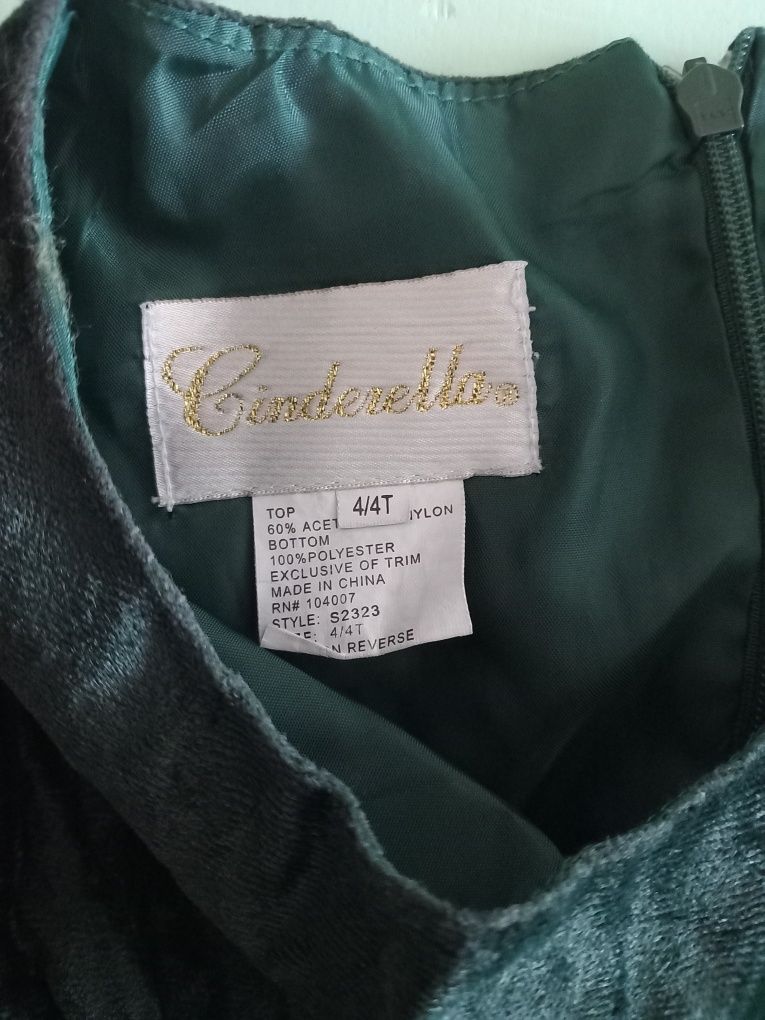 Cinderella®
4/4T
TOP
60% ACET NYLON
BOTTOM
100%POLYESTER
EXCLUSIVE OF TRIM
MADE IN CHINA
RN# 104007
STYLE: S2323
E: 4/4T
N REVERSE